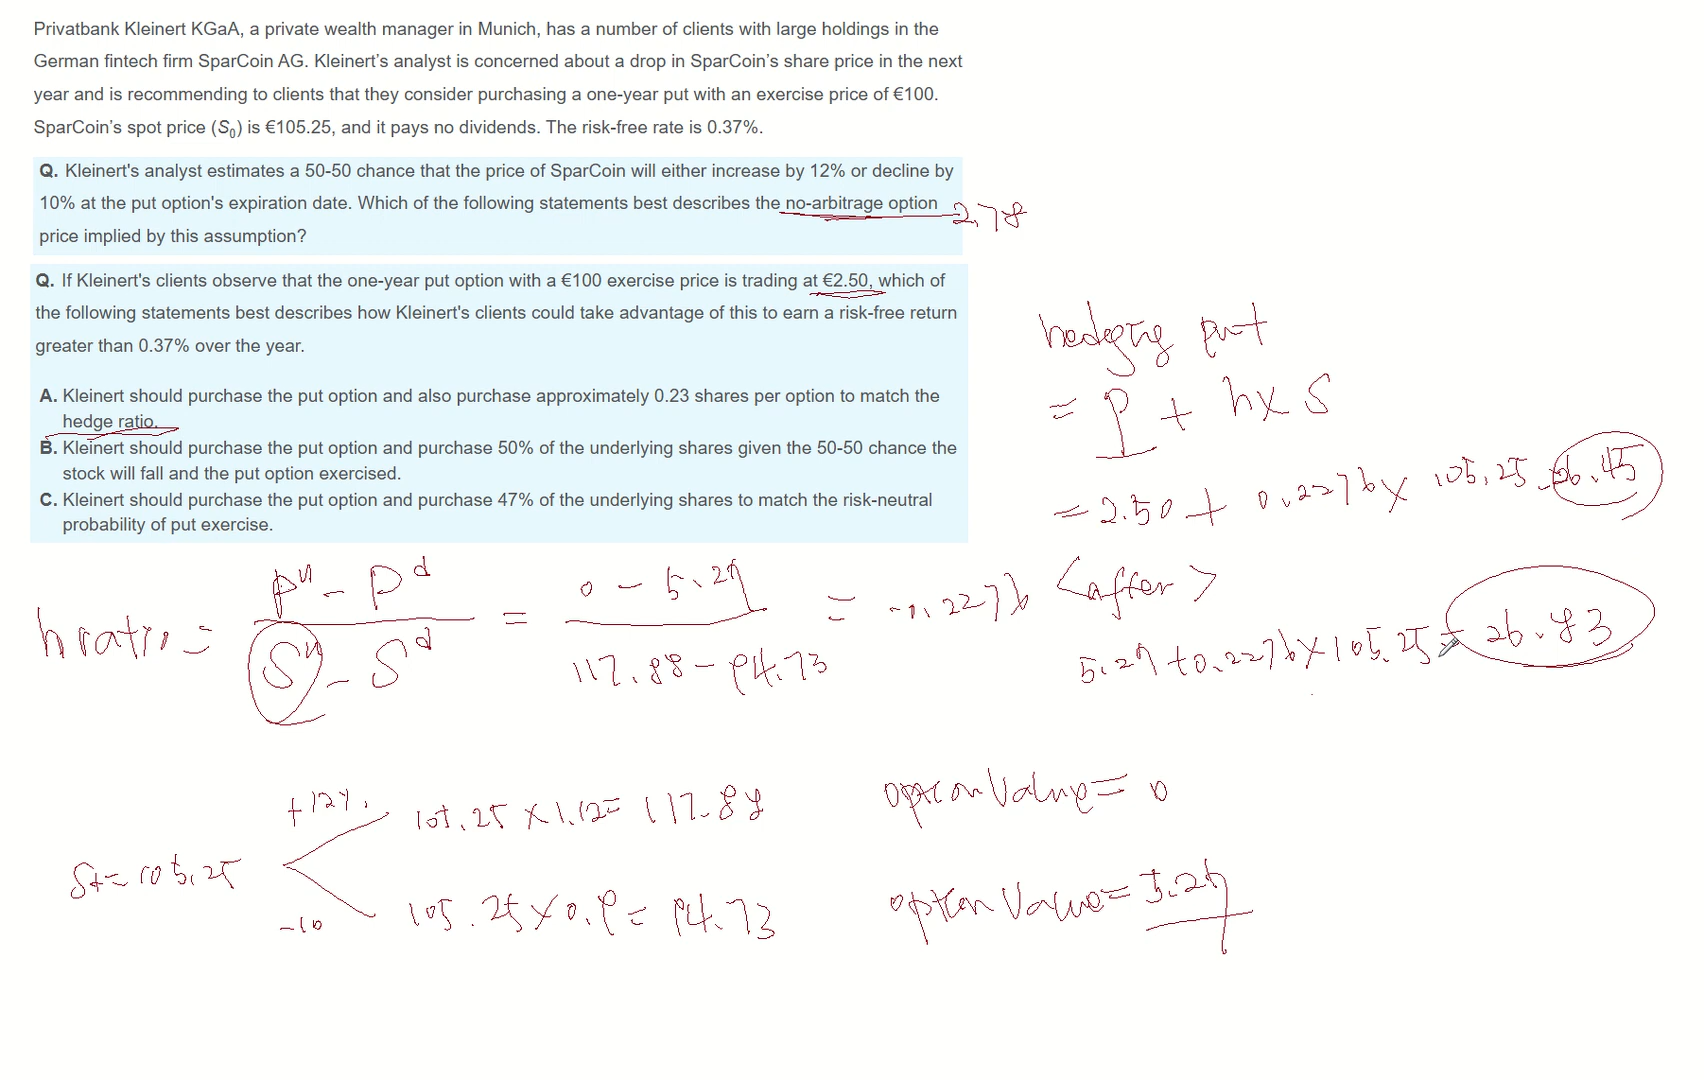 Privatbank Kleinert KGaA, a private wealth manager in Munich, has a number of clients with large holdings in the
German fintech firm SparCoin AG. Kleinert's analyst is concerned about a drop in SparCoin's share price in the next
year and is recommending to clients that they consider purchasing a one-year put with an exercise price of €100.
SparCoin's spot price (S₀) is €105.25, and it pays no dividends. The risk-free rate is 0.37%.
Q. Kleinert's analyst estimates a 50-50 chance that the price of SparCoin will either increase by 12% or decline by
10% at the put option's expiration date. Which of the following statements best describes the no-arbitrage option
2.78
price implied by this assumption?
Q. If Kleinert's clients observe that the one-year put option with a €100 exercise price is trading at €2.50, which of
the following statements best describes how Kleinert's clients could take advantage of this to earn a risk-free return
greater than 0.37% over the year.
A. Kleinert should purchase the put option and also purchase approximately 0.23 shares per option to match the
hedge ratio.
B. Kleinert should purchase the put option and purchase 50% of the underlying shares given the 50-50 chance the
stock will fall and the put option exercised.
C. Kleinert should purchase the put option and purchase 47% of the underlying shares to match the risk-neutral
probability of put exercise.
hedging put
= P + h x S
= 2.50 + 0.2276 x 105.25 = 26.45
<after>
5.27 + 0.2276 x 105.25 = 26.83
h ratio = Pᵘ - Pᵈ
Sᵘ - Sᵈ
= 0 - 5.27
117.88 - 94.73
= -0.2276
St = 105.25
+12%
105.25 x 1.12 = 117.88
option Value = 0
-10
105.25 x 0.9 = 94.73
option Value = 5.27